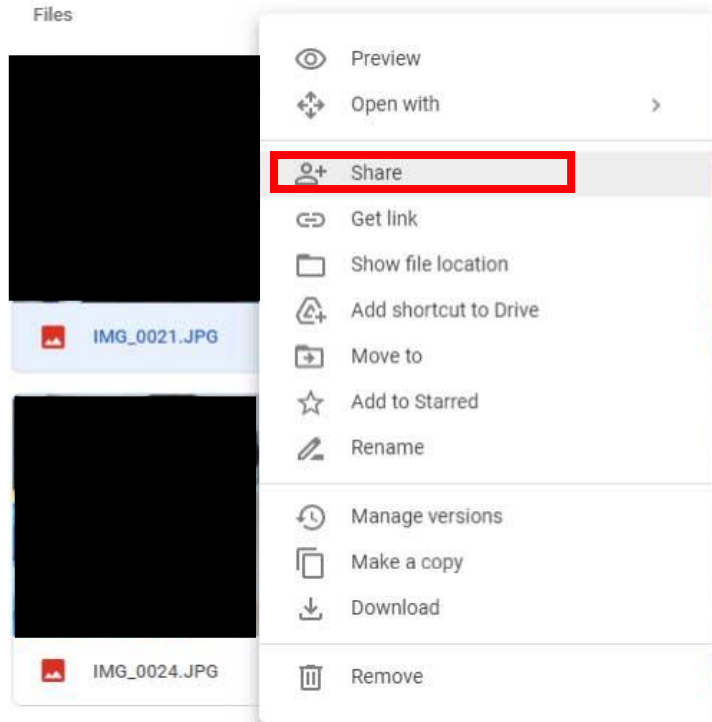 Files
Preview
Open with
Share
Get link
Show file location
IMG_0021.JPG
Add shortcut to Drive
Move to
Add to Starred
Rename
Manage versions
Make a copy
Download
IMG_0024.JPG
Remove